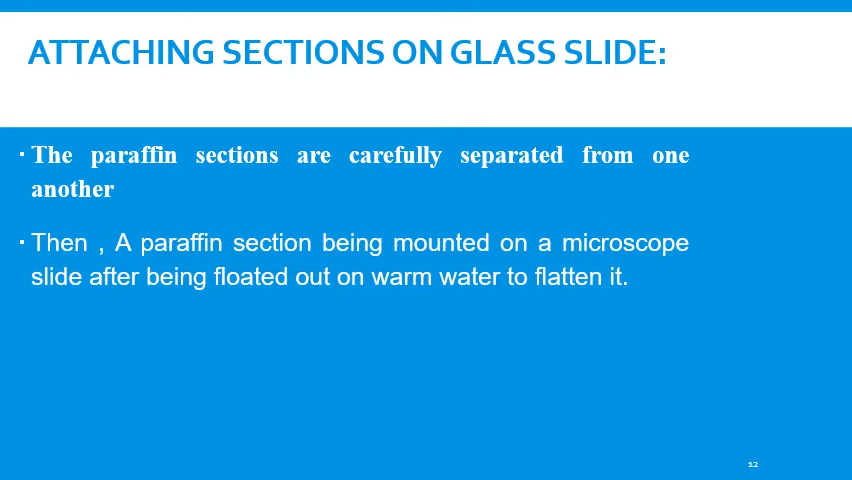 ATTACHING SECTIONS ON GLASS SLIDE:
▪ The paraffin sections are carefully separated from one
another
▪ Then , A paraffin section being mounted on a microscope
slide after being floated out on warm water to flatten it.
12